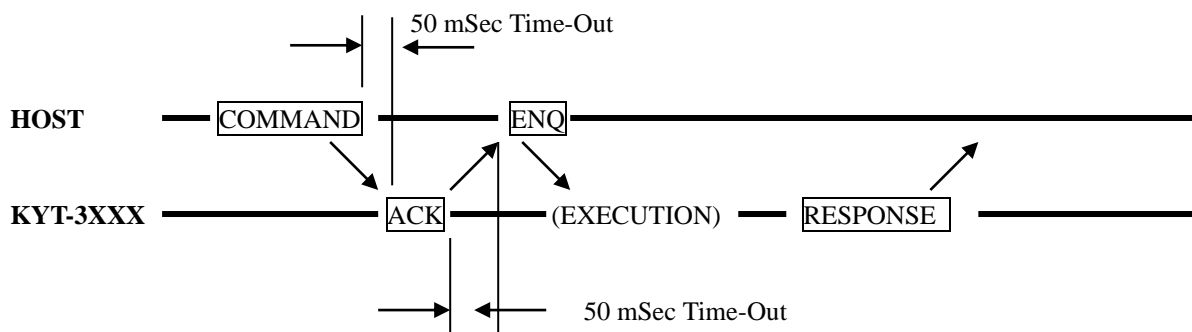 50 mSec Time-Out
HOST COMMAND ENQ
KYT-3XXX ACK (EXECUTION) RESPONSE
50 mSec Time-Out